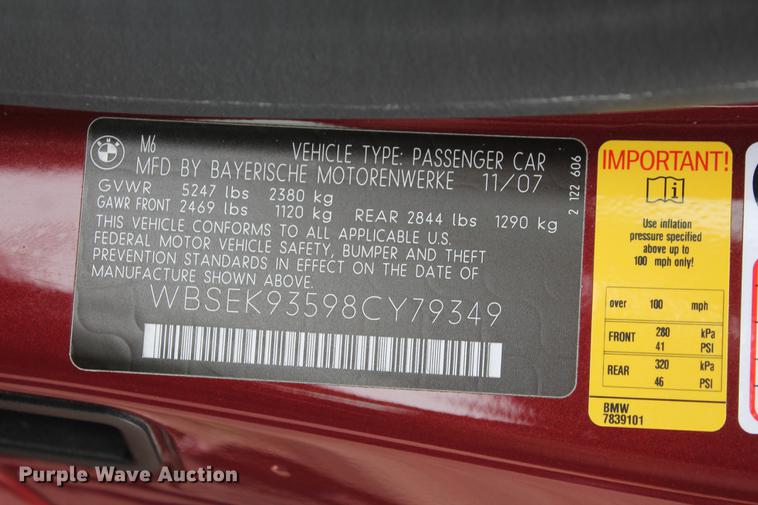 BMW
M6
VEHICLE TYPE: PASSENGER CAR
MFD BY BAYERISCHE MOTORENWERKE 11/07
GVWR 5247 lbs 2380 kg
GAWR FRONT 2469 lbs 1120 kg REAR 2844 lbs 1290 kg
THIS VEHICLE CONFORMS TO ALL APPLICABLE U.S.
FEDERAL MOTOR VEHICLE SAFETY, BUMPER AND THEFT
PREVENTION STANDARDS IN EFFECT ON THE DATE OF
MANUFACTURE SHOWN ABOVE.
WBSEK93598CY79349
2 122 606
IMPORTANT!
i
Use inflation
pressure specified
above up to
100 mph only!
over 100 mph
FRONT 280 kPa
41 PSI
REAR 320 kPa
46 PSI
BMW
7839101
Purple Wave Auction